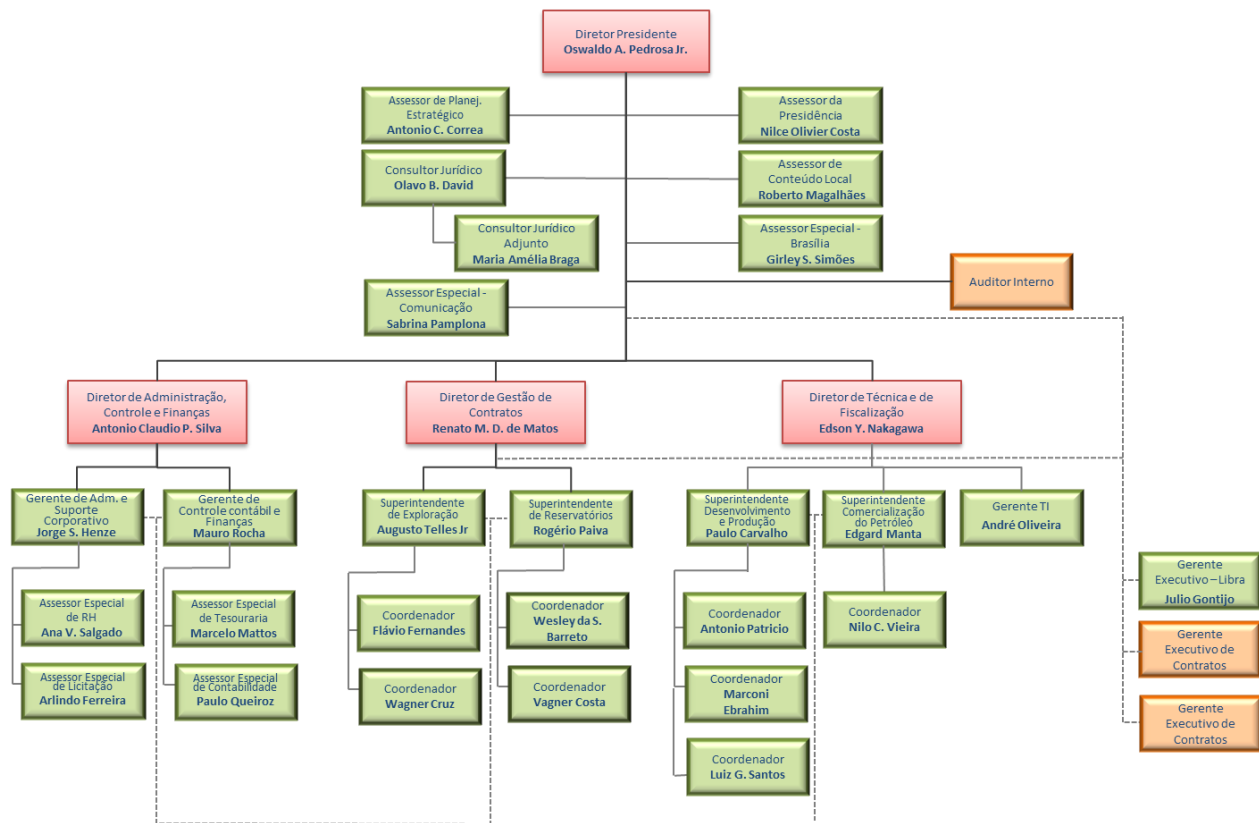 Diretor Presidente
Oswaldo A. Pedrosa Jr.
Assessor de Planej.
Estratégico
Antonio C. Correa
Assessor da
Presidência
Nilce Olivier Costa
Consultor Jurídico
Olavo B. David
Assessor de
Conteúdo Local
Roberto Magalhães
Consultor Jurídico
Adjunto
Maria Amélia Braga
Assessor Especial -
Brasília
Girley S. Simões
Auditor Interno
Assessor Especial -
Comunicação
Sabrina Pamplona
Diretor de Administração,
Controle e Finanças
Antonio Claudio P. Silva
Diretor de Gestão de
Contratos
Renato M. D. de Matos
Diretor de Técnica e de
Fiscalização
Edson Y. Nakagawa
Gerente de Adm. e
Suporte
Corporativo
Jorge S. Henze
Gerente de
Controle contábil e
Finanças
Mauro Rocha
Superintendente
de Exploração
Augusto Telles Jr
Superintendente
de Reservatórios
Rogério Paiva
Superintendente
Desenvolvimento
e Produção
Paulo Carvalho
Superintendente
Comercialização
do Petróleo
Edgard Manta
Gerente TI
André Oliveira
Gerente
Executivo – Libra
Julio Gontijo
Assessor Especial
de RH
Ana V. Salgado
Assessor Especial
de Tesouraria
Marcelo Mattos
Coordenador
Flávio Fernandes
Coordenador
Wesley da S.
Barreto
Coordenador
Antonio Patricio
Coordenador
Nilo C. Vieira
Gerente
Executivo de
Contratos
Assessor Especial
de Licitação
Arlindo Ferreira
Assessor Especial
de Contabilidade
Paulo Queiroz
Coordenador
Wagner Cruz
Coordenador
Vagner Costa
Coordenador
Marconi
Ebrahim
Gerente
Executivo de
Contratos
Coordenador
Luiz G. Santos